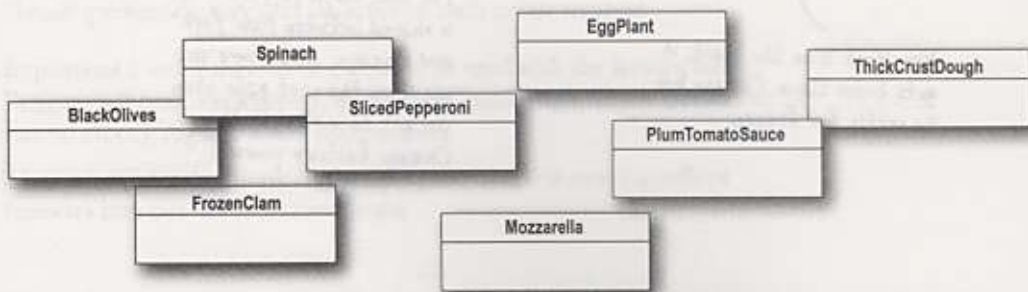 EggPlant
Spinach
ThickCrustDough
BlackOlives
SlicedPepperoni
PlumTomatoSauce
FrozenClam
Mozzarella